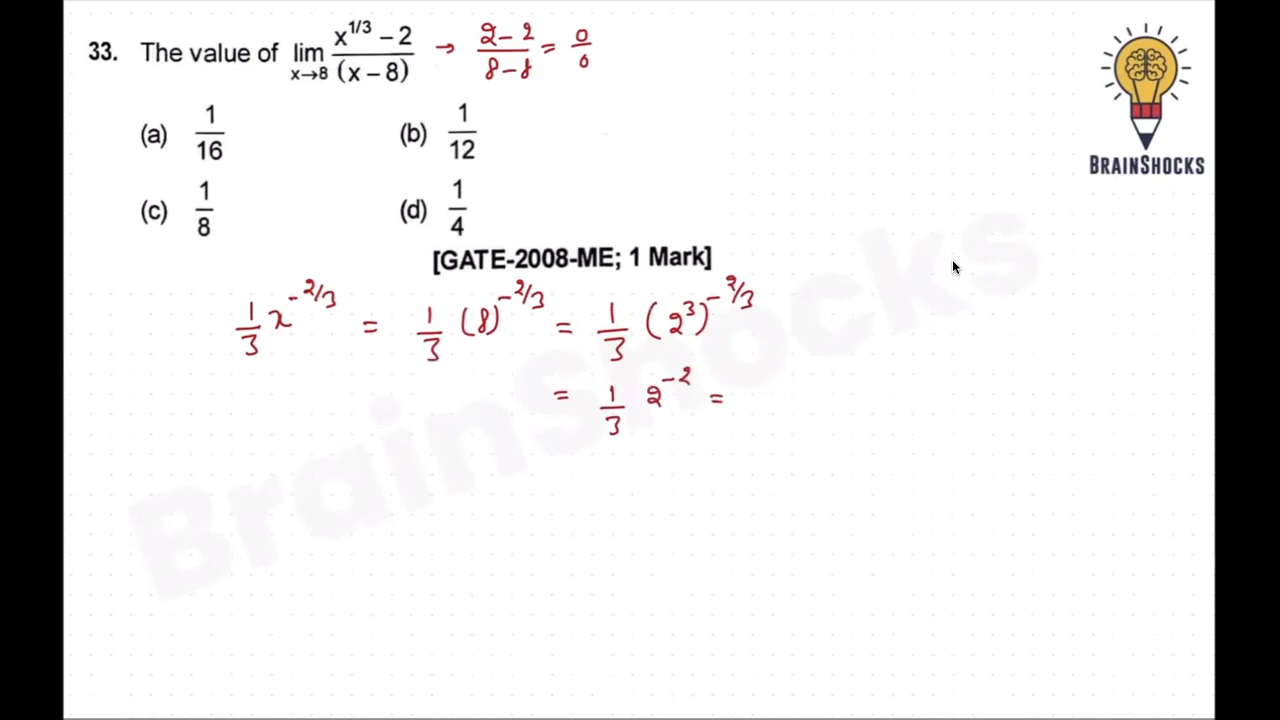 33. The value of lim x→8 (x^1/3 – 2)/(x – 8) → (2 – 2)/(8 – 8) = 0/0
(a) 1/16 (b) 1/12
(c) 1/8 (d) 1/4
[GATE-2008-ME; 1 Mark]
1/3 x^-2/3 = 1/3 (8)^-2/3 = 1/3 (2^3)^-2/3
= 1/3 2^-2 =
BRAINSHOCKS
BrainShocks